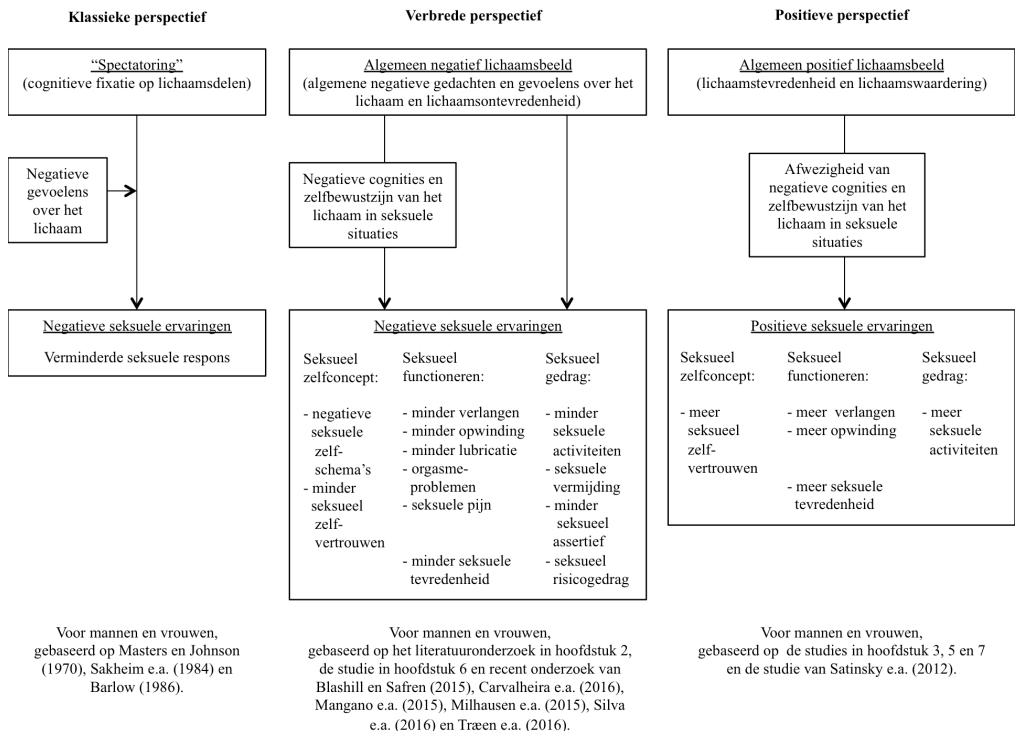 Klassieke perspectief
“Spectatoring”
(cognitieve fixatie op lichaamsdelen)
Negatieve
gevoelens
over het
lichaam
Negatieve seksuele ervaringen
Verminderde seksuele respons
Voor mannen en vrouwen,
gebaseerd op Masters en Johnson
(1970), Sakheim e.a. (1984) en
Barlow (1986).
Verbrede perspectief
Algemeen negatief lichaamsbeeld
(algemene negatieve gedachten en gevoelens over het
lichaam en lichaamsontevredenheid)
Negatieve cognities en
zelfbewustzijn van het
lichaam in seksuele
situaties
Negatieve seksuele ervaringen
Seksueel
zelfconcept:
- negatieve
seksuele
zelf-
schema’s
- minder
seksueel
zelf-
vertrouwen
Seksueel
functioneren:
- minder verlangen
- minder opwinding
- minder lubricatie
- orgasme-
problemen
- seksuele pijn
- minder seksuele
tevredenheid
Seksueel
gedrag:
- minder
seksuele
activiteiten
- seksuele
vermijding
- minder
seksueel
assertief
- seksueel
risicogedrag
Voor mannen en vrouwen,
gebaseerd op het literatuuronderzoek in hoofdstuk 2,
de studie in hoofdstuk 6 en recent onderzoek van
Blashill en Safren (2015), Carvalheira e.a. (2016),
Mangano e.a. (2015), Milhausen e.a. (2015), Silva
e.a. (2016) en Træen e.a. (2016).
Positieve perspectief
Algemeen positief lichaamsbeeld
(lichaamstevredenheid en lichaamswaardering)
Afwezigheid van
negatieve cognities en
zelfbewustzijn van het
lichaam in seksuele
situaties
Positieve seksuele ervaringen
Seksueel
zelfconcept:
- meer
seksueel
zelf-
vertrouwen
Seksueel
functioneren:
- meer verlangen
- meer opwinding
- meer seksuele
tevredenheid
Seksueel
gedrag:
- meer
seksuele
activiteiten
Voor mannen en vrouwen,
gebaseerd op de studies in hoofdstuk 3, 5 en 7
en de studie van Satinsky e.a. (2012).